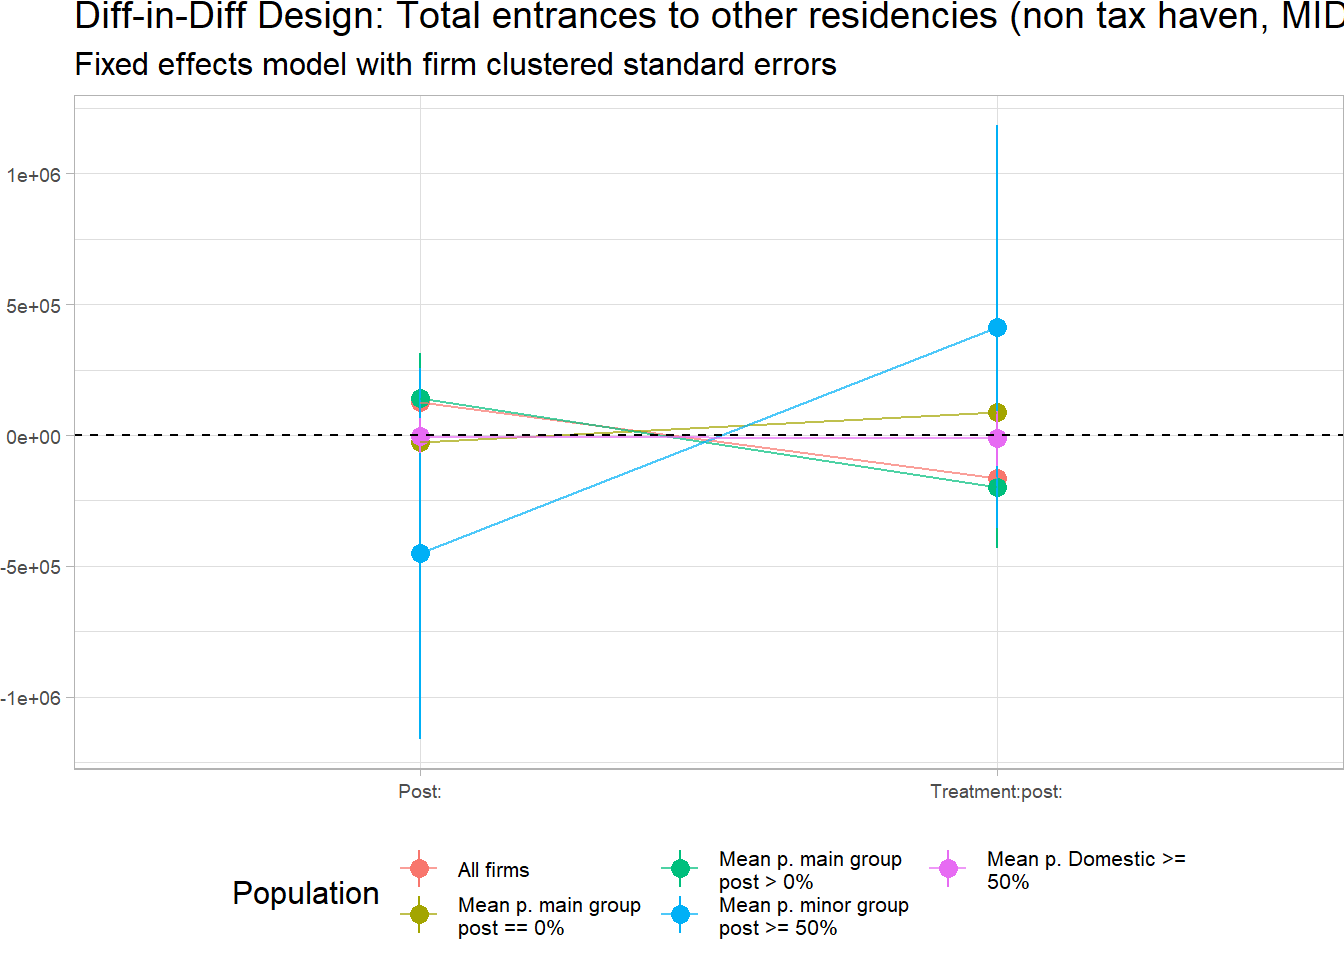 Diff-in-Diff Design: Total entrances to other residencies (non tax haven, MID
Fixed effects model with firm clustered standard errors
1e+06
5e+05
0e+00
-5e+05
-1e+06
Post:
Treatment:post:
Population
All firms
Mean p. main group
post == 0%
Mean p. main group
post > 0%
Mean p. minor group
post >= 50%
Mean p. Domestic >=
50%